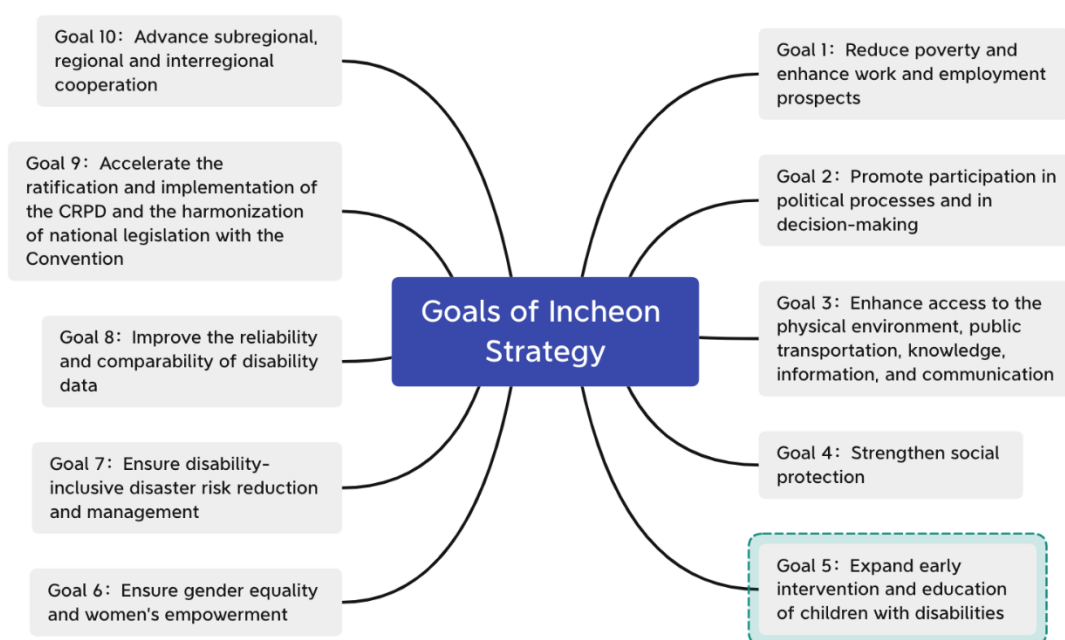 Goals of Incheon
Strategy
Goal 1: Reduce poverty and
enhance work and employment
prospects
Goal 2: Promote participation in
political processes and in
decision-making
Goal 3: Enhance access to the
physical environment, public
transportation, knowledge,
information, and communication
Goal 4: Strengthen social
protection
Goal 5: Expand early
intervention and education
of children with disabilities
Goal 6: Ensure gender equality
and women's empowerment
Goal 7: Ensure disability-
inclusive disaster risk reduction
and management
Goal 8: Improve the reliability
and comparability of disability
data
Goal 9: Accelerate the
ratification and implementation of
the CRPD and the harmonization
of national legislation with the
Convention
Goal 10: Advance subregional,
regional and interregional
cooperation